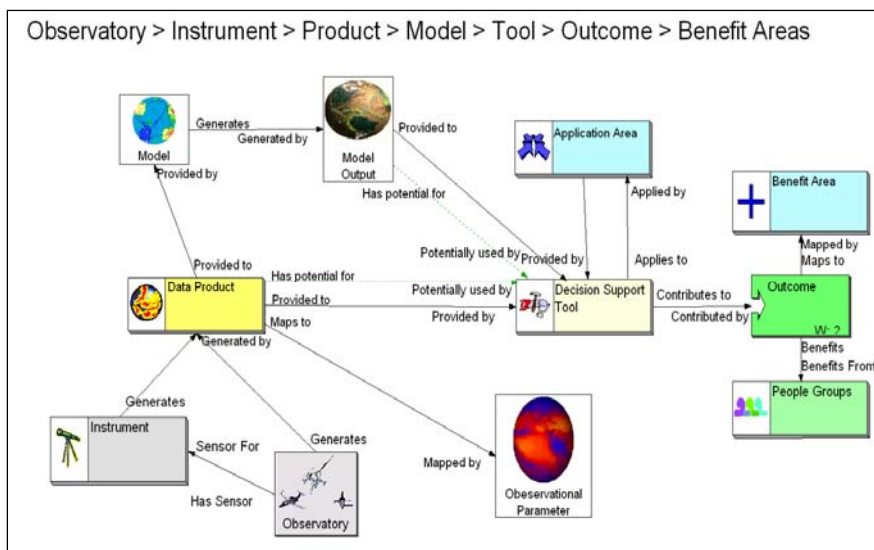 Observatory > Instrument > Product > Model > Tool > Outcome > Benefit Areas
Model
Generates
Generated by
Model
Output
Provided to
Application Area
Benefit Area
Provided by
Has potential for
Applied by
Mapped by
Maps to
Potentially used by
Provided by
Applies to
Provided to
Data Product
Has potential for
Potentially used by
Provided to
Provided by
Maps to
Decision Support
Tool
Contributes to
Contributed by
Outcome
W: 2
Generated by
Benefits
Benefits From
People Groups
Generates
Instrument
Sensor For
Generates
Has Sensor
Observatory
Mapped by
Obeservational
Parameter